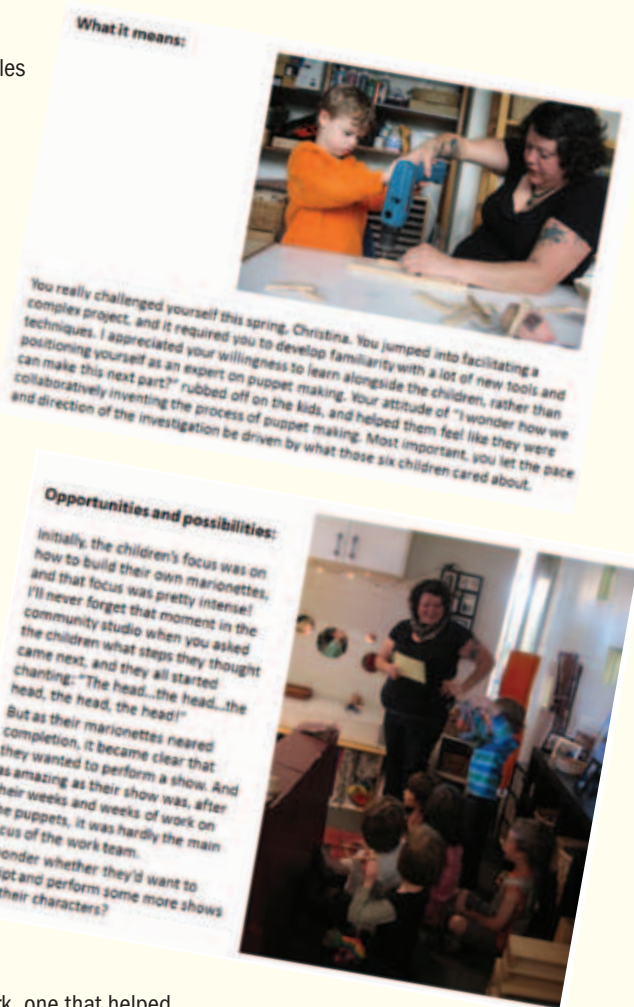 les
What it means:
You really challenged yourself this spring, Christina. You jumped into facilitating a
complex project, and it required you to develop familiarity with a lot of new tools and
techniques. I appreciated your willingness to learn alongside the children, rather than
positioning yourself as an expert on puppet making. Your attitude of "I wonder how we
can make this next part?" rubbed off on the kids, and helped them feel like they were
collaboratively inventing the process of puppet making. Most important, you let the pace
and direction of the investigation be driven by what those six children cared about.
Opportunities and possibilities:
Initially, the children's focus was on
how to build their own marionettes,
and that focus was pretty intense!
I'll never forget that moment in the
community studio when you asked
the children what steps they thought
came next, and they all started
chanting: "The head...the head...the
head, the head, the head!"
But as their marionettes neared
completion, it became clear that
they wanted to perform a show. And
as amazing as their show was, after
heir weeks and weeks of work on
he puppets, it was hardly the main
cus of the work team.
onder whether they'd want to
ipt and perform some more shows
their characters?
rk, one that helped